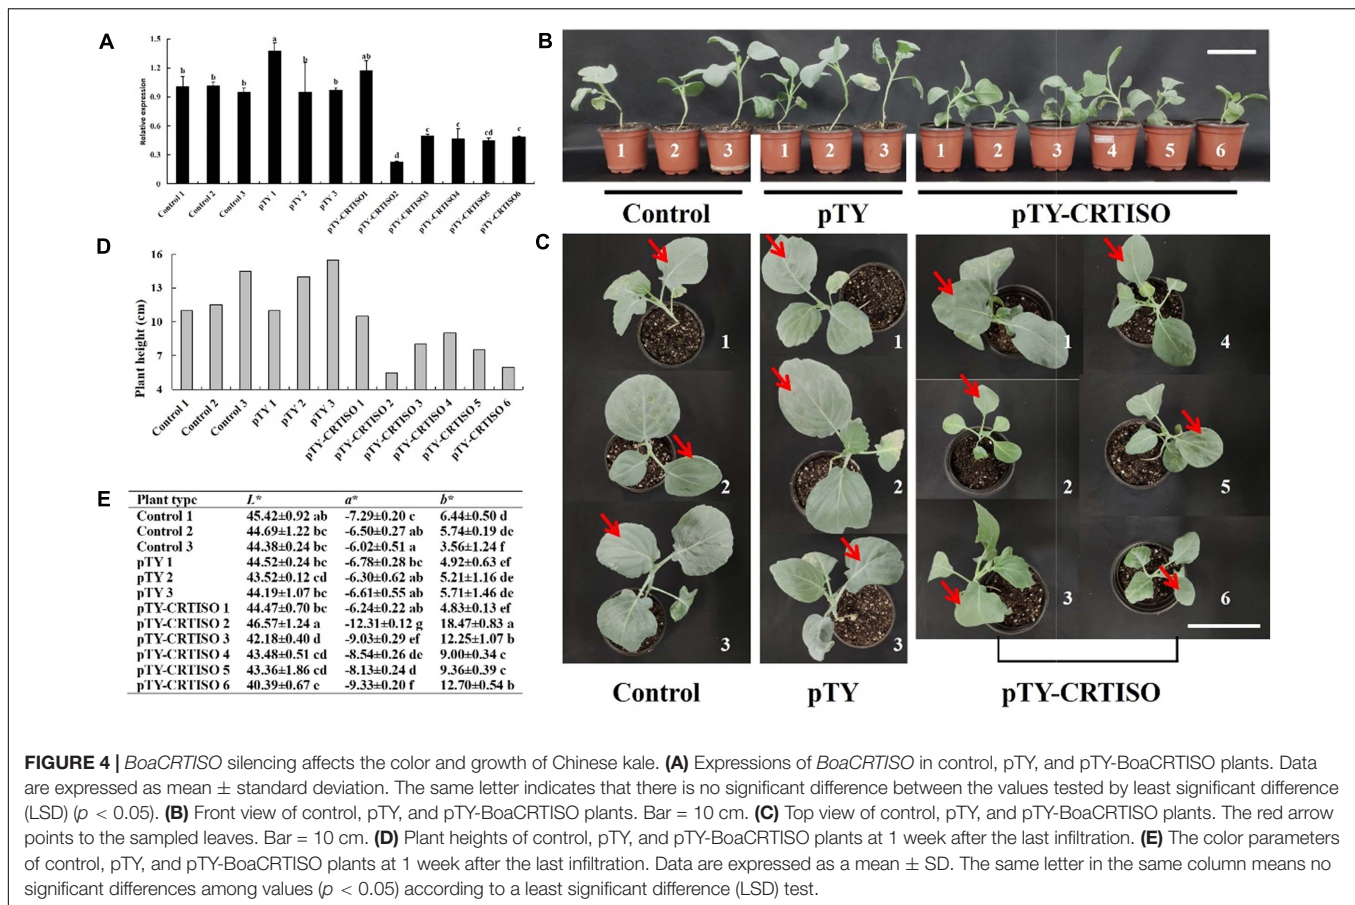 A
Relative expression
1.5
1.2
0.9
0.6
0.3
0
b
b
b
a
b
b
ab
d
c
c
cd
c
Control 1
Control 2
Control 3
pTY 1
pTY 2
pTY 3
pTY-CRTISO1
pTY-CRTISO2
pTY-CRTISO3
pTY-CRTISO4
pTY-CRTISO5
pTY-CRTISO6
B
1 2 3 1 2 3 1 2 3 4 5 6
Control pTY pTY-CRTISO
D
Plant height (cm)
16
13
10
7
4
Control 1
Control 2
Control 3
pTY 1
pTY 2
pTY 3
pTY-CRTISO 1
pTY-CRTISO 2
pTY-CRTISO 3
pTY-CRTISO 4
pTY-CRTISO 5
pTY-CRTISO 6
C
1 1 1 4
2 2 2 5
3 3 3 6
Control pTY pTY-CRTISO
E
Plant type L* a* b*
Control 1 45.42±0.92 ab -7.29±0.20 c 6.44±0.50 d
Control 2 44.69±1.22 bc -6.50±0.27 ab 5.74±0.19 de
Control 3 44.38±0.24 bc -6.02±0.51 a 3.56±1.24 f
pTY 1 44.52±0.24 bc -6.78±0.28 bc 4.92±0.63 ef
pTY 2 43.52±0.12 cd -6.30±0.62 ab 5.21±1.16 de
pTY 3 44.19±1.07 bc -6.61±0.55 ab 5.71±1.46 de
pTY-CRTISO 1 44.47±0.70 bc -6.24±0.22 ab 4.83±0.13 ef
pTY-CRTISO 2 46.57±1.24 a -12.31±0.12 g 18.47±0.83 a
pTY-CRTISO 3 42.18±0.40 d -9.03±0.29 ef 12.25±1.07 b
pTY-CRTISO 4 43.48±0.51 cd -8.54±0.26 de 9.00±0.34 c
pTY-CRTISO 5 43.36±1.86 cd -8.13±0.24 d 9.36±0.39 c
pTY-CRTISO 6 40.39±0.67 e -9.33±0.20 f 12.70±0.54 b
FIGURE 4 | BoaCRTISO silencing affects the color and growth of Chinese kale. (A) Expressions of BoaCRTISO in control, pTY, and pTY-BoaCRTISO plants. Data
are expressed as mean ± standard deviation. The same letter indicates that there is no significant difference between the values tested by least significant difference
(LSD) (p < 0.05). (B) Front view of control, pTY, and pTY-BoaCRTISO plants. Bar = 10 cm. (C) Top view of control, pTY, and pTY-BoaCRTISO plants. The red arrow
points to the sampled leaves. Bar = 10 cm. (D) Plant heights of control, pTY, and pTY-BoaCRTISO plants at 1 week after the last infiltration. (E) The color parameters
of control, pTY, and pTY-BoaCRTISO plants at 1 week after the last infiltration. Data are expressed as a mean ± SD. The same letter in the same column means no
significant differences among values (p < 0.05) according to a least significant difference (LSD) test.